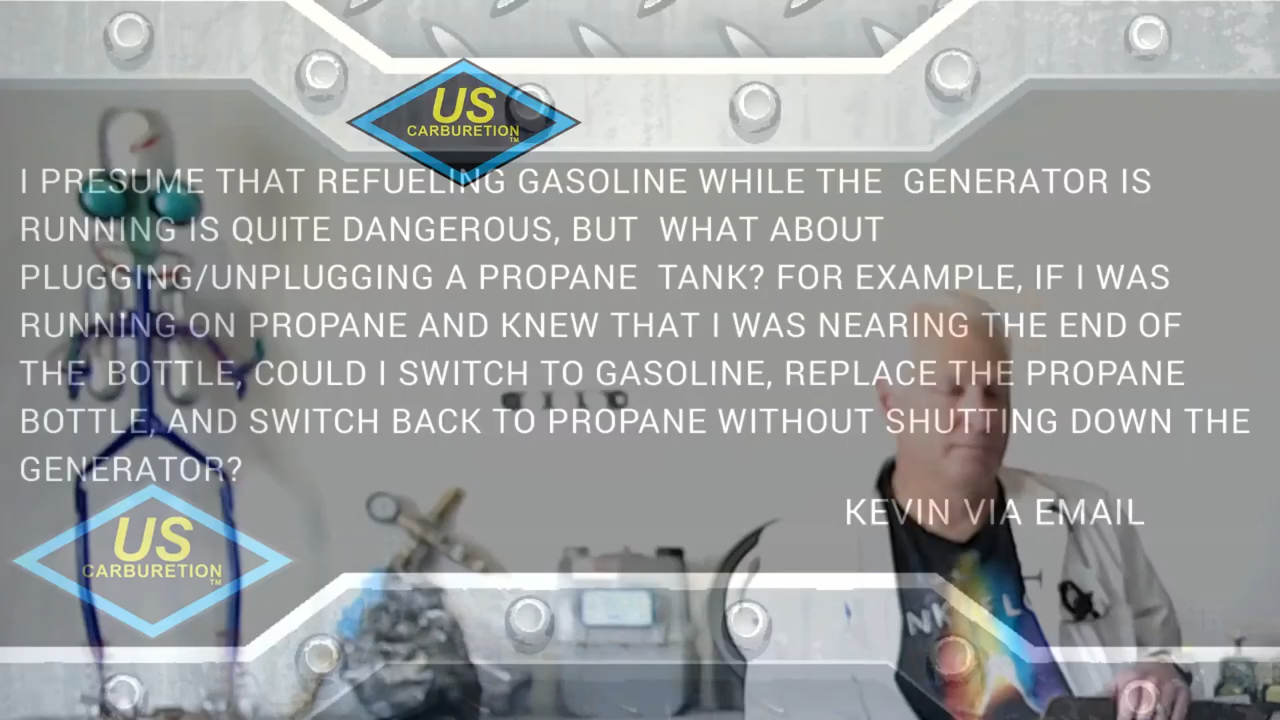 US
CARBURETION
TM
I PRESUME THAT REFUELING GASOLINE WHILE THE GENERATOR IS
RUNNING IS QUITE DANGEROUS, BUT WHAT ABOUT
PLUGGING/UNPLUGGING A PROPANE TANK? FOR EXAMPLE, IF I WAS
RUNNING ON PROPANE AND KNEW THAT I WAS NEARING THE END OF
THE BOTTLE, COULD I SWITCH TO GASOLINE, REPLACE THE PROPANE
BOTTLE, AND SWITCH BACK TO PROPANE WITHOUT SHUTTING DOWN THE
GENERATOR?
KEVIN VIA EMAIL
US
CARBURETION
TM